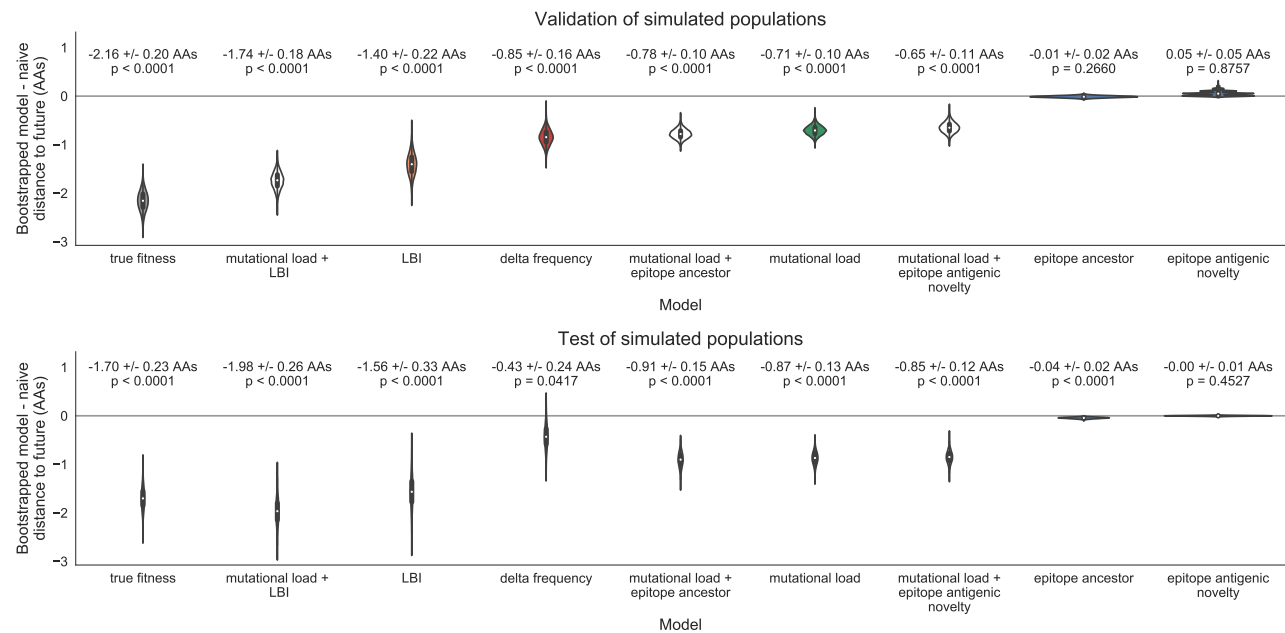 Validation of simulated populations
Bootstrapped model - naive
distance to future (AAs)
1
0
−1
−2
−3
-2.16 +/- 0.20 AAs
p < 0.0001
-1.74 +/- 0.18 AAs
p < 0.0001
-1.40 +/- 0.22 AAs
p < 0.0001
-0.85 +/- 0.16 AAs
p < 0.0001
-0.78 +/- 0.10 AAs
p < 0.0001
-0.71 +/- 0.10 AAs
p < 0.0001
-0.65 +/- 0.11 AAs
p < 0.0001
-0.01 +/- 0.02 AAs
p = 0.2660
0.05 +/- 0.05 AAs
p = 0.8757
true fitness
mutational load +
LBI
LBI
delta frequency
mutational load +
epitope ancestor
mutational load
mutational load +
epitope antigenic
novelty
epitope ancestor
epitope antigenic
novelty
Model
Test of simulated populations
Bootstrapped model - naive
distance to future (AAs)
1
0
−1
−2
−3
-1.70 +/- 0.23 AAs
p < 0.0001
-1.98 +/- 0.26 AAs
p < 0.0001
-1.56 +/- 0.33 AAs
p < 0.0001
-0.43 +/- 0.24 AAs
p = 0.0417
-0.91 +/- 0.15 AAs
p < 0.0001
-0.87 +/- 0.13 AAs
p < 0.0001
-0.85 +/- 0.12 AAs
p < 0.0001
-0.04 +/- 0.02 AAs
p < 0.0001
-0.00 +/- 0.01 AAs
p = 0.4527
true fitness
mutational load +
LBI
LBI
delta frequency
mutational load +
epitope ancestor
mutational load
mutational load +
epitope antigenic
novelty
epitope ancestor
epitope antigenic
novelty
Model